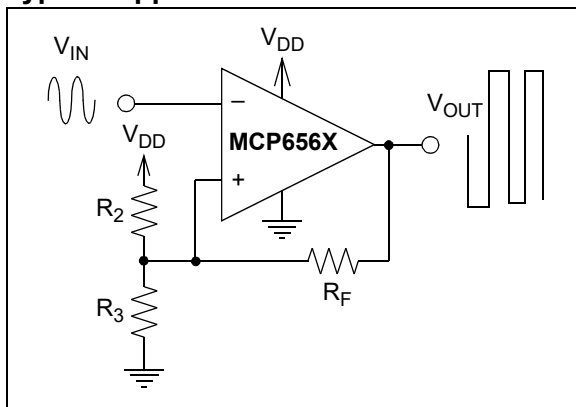 V_IN
V_DD
V_DD
V_OUT
−
MCP656X
+
R_2
R_F
R_3